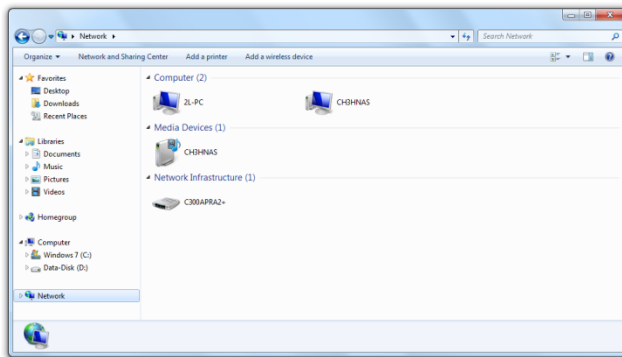 Network
Search Network
Organize
Network and Sharing Center
Add a printer
Add a wireless device
Favorites
Desktop
Downloads
Recent Places
Libraries
Documents
Music
Pictures
Videos
Homegroup
Computer
Windows 7 (C:)
Data-Disk (D:)
Network
Computer (2)
2L-PC
CH3HNAS
Media Devices (1)
CH3HNAS
Network Infrastructure (1)
C300APRA2+